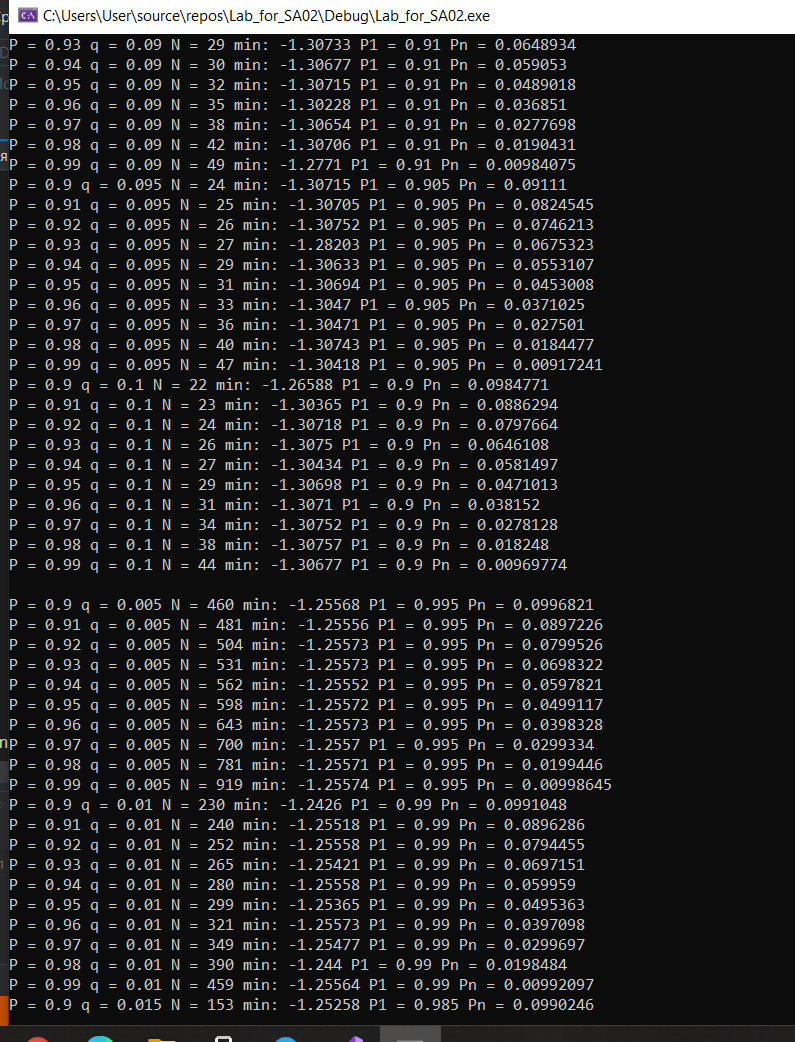 C:\Users\User\source\repos\Lab_for_SA02\Debug\Lab_for_SA02.exe
P = 0.93 q = 0.09 N = 29 min: -1.30733 P1 = 0.91 Pn = 0.0648934
P = 0.94 q = 0.09 N = 30 min: -1.30677 P1 = 0.91 Pn = 0.059053
P = 0.95 q = 0.09 N = 32 min: -1.30715 P1 = 0.91 Pn = 0.0489018
P = 0.96 q = 0.09 N = 35 min: -1.30228 P1 = 0.91 Pn = 0.036851
P = 0.97 q = 0.09 N = 38 min: -1.30654 P1 = 0.91 Pn = 0.0277698
P = 0.98 q = 0.09 N = 42 min: -1.30706 P1 = 0.91 Pn = 0.0190431
P = 0.99 q = 0.09 N = 49 min: -1.2771 P1 = 0.91 Pn = 0.00984075
P = 0.9 q = 0.095 N = 24 min: -1.30715 P1 = 0.905 Pn = 0.09111
P = 0.91 q = 0.095 N = 25 min: -1.30705 P1 = 0.905 Pn = 0.0824545
P = 0.92 q = 0.095 N = 26 min: -1.30752 P1 = 0.905 Pn = 0.0746213
P = 0.93 q = 0.095 N = 27 min: -1.28203 P1 = 0.905 Pn = 0.0675323
P = 0.94 q = 0.095 N = 29 min: -1.30633 P1 = 0.905 Pn = 0.0553107
P = 0.95 q = 0.095 N = 31 min: -1.30694 P1 = 0.905 Pn = 0.0453008
P = 0.96 q = 0.095 N = 33 min: -1.3047 P1 = 0.905 Pn = 0.0371025
P = 0.97 q = 0.095 N = 36 min: -1.30471 P1 = 0.905 Pn = 0.027501
P = 0.98 q = 0.095 N = 40 min: -1.30743 P1 = 0.905 Pn = 0.0184477
P = 0.99 q = 0.095 N = 47 min: -1.30418 P1 = 0.905 Pn = 0.00917241
P = 0.9 q = 0.1 N = 22 min: -1.26588 P1 = 0.9 Pn = 0.0984771
P = 0.91 q = 0.1 N = 23 min: -1.30365 P1 = 0.9 Pn = 0.0886294
P = 0.92 q = 0.1 N = 24 min: -1.30718 P1 = 0.9 Pn = 0.0797664
P = 0.93 q = 0.1 N = 26 min: -1.3075 P1 = 0.9 Pn = 0.0646108
P = 0.94 q = 0.1 N = 27 min: -1.30434 P1 = 0.9 Pn = 0.0581497
P = 0.95 q = 0.1 N = 29 min: -1.30698 P1 = 0.9 Pn = 0.0471013
P = 0.96 q = 0.1 N = 31 min: -1.3071 P1 = 0.9 Pn = 0.038152
P = 0.97 q = 0.1 N = 34 min: -1.30752 P1 = 0.9 Pn = 0.0278128
P = 0.98 q = 0.1 N = 38 min: -1.30757 P1 = 0.9 Pn = 0.018248
P = 0.99 q = 0.1 N = 44 min: -1.30677 P1 = 0.9 Pn = 0.00969774
P = 0.9 q = 0.005 N = 460 min: -1.25568 P1 = 0.995 Pn = 0.0996821
P = 0.91 q = 0.005 N = 481 min: -1.25556 P1 = 0.995 Pn = 0.0897226
P = 0.92 q = 0.005 N = 504 min: -1.25573 P1 = 0.995 Pn = 0.0799526
P = 0.93 q = 0.005 N = 531 min: -1.25573 P1 = 0.995 Pn = 0.0698322
P = 0.94 q = 0.005 N = 562 min: -1.25552 P1 = 0.995 Pn = 0.0597821
P = 0.95 q = 0.005 N = 598 min: -1.25572 P1 = 0.995 Pn = 0.0499117
P = 0.96 q = 0.005 N = 643 min: -1.25573 P1 = 0.995 Pn = 0.0398328
P = 0.97 q = 0.005 N = 700 min: -1.2557 P1 = 0.995 Pn = 0.0299334
P = 0.98 q = 0.005 N = 781 min: -1.25571 P1 = 0.995 Pn = 0.0199446
P = 0.99 q = 0.005 N = 919 min: -1.25574 P1 = 0.995 Pn = 0.00998645
P = 0.9 q = 0.01 N = 230 min: -1.2426 P1 = 0.99 Pn = 0.0991048
P = 0.91 q = 0.01 N = 240 min: -1.25518 P1 = 0.99 Pn = 0.0896286
P = 0.92 q = 0.01 N = 252 min: -1.25558 P1 = 0.99 Pn = 0.0794455
P = 0.93 q = 0.01 N = 265 min: -1.25421 P1 = 0.99 Pn = 0.0697151
P = 0.94 q = 0.01 N = 280 min: -1.25558 P1 = 0.99 Pn = 0.059959
P = 0.95 q = 0.01 N = 299 min: -1.25365 P1 = 0.99 Pn = 0.0495363
P = 0.96 q = 0.01 N = 321 min: -1.25573 P1 = 0.99 Pn = 0.0397098
P = 0.97 q = 0.01 N = 349 min: -1.25477 P1 = 0.99 Pn = 0.0299697
P = 0.98 q = 0.01 N = 390 min: -1.244 P1 = 0.99 Pn = 0.0198484
P = 0.99 q = 0.01 N = 459 min: -1.25564 P1 = 0.99 Pn = 0.00992097
P = 0.9 q = 0.015 N = 153 min: -1.25258 P1 = 0.985 Pn = 0.0990246